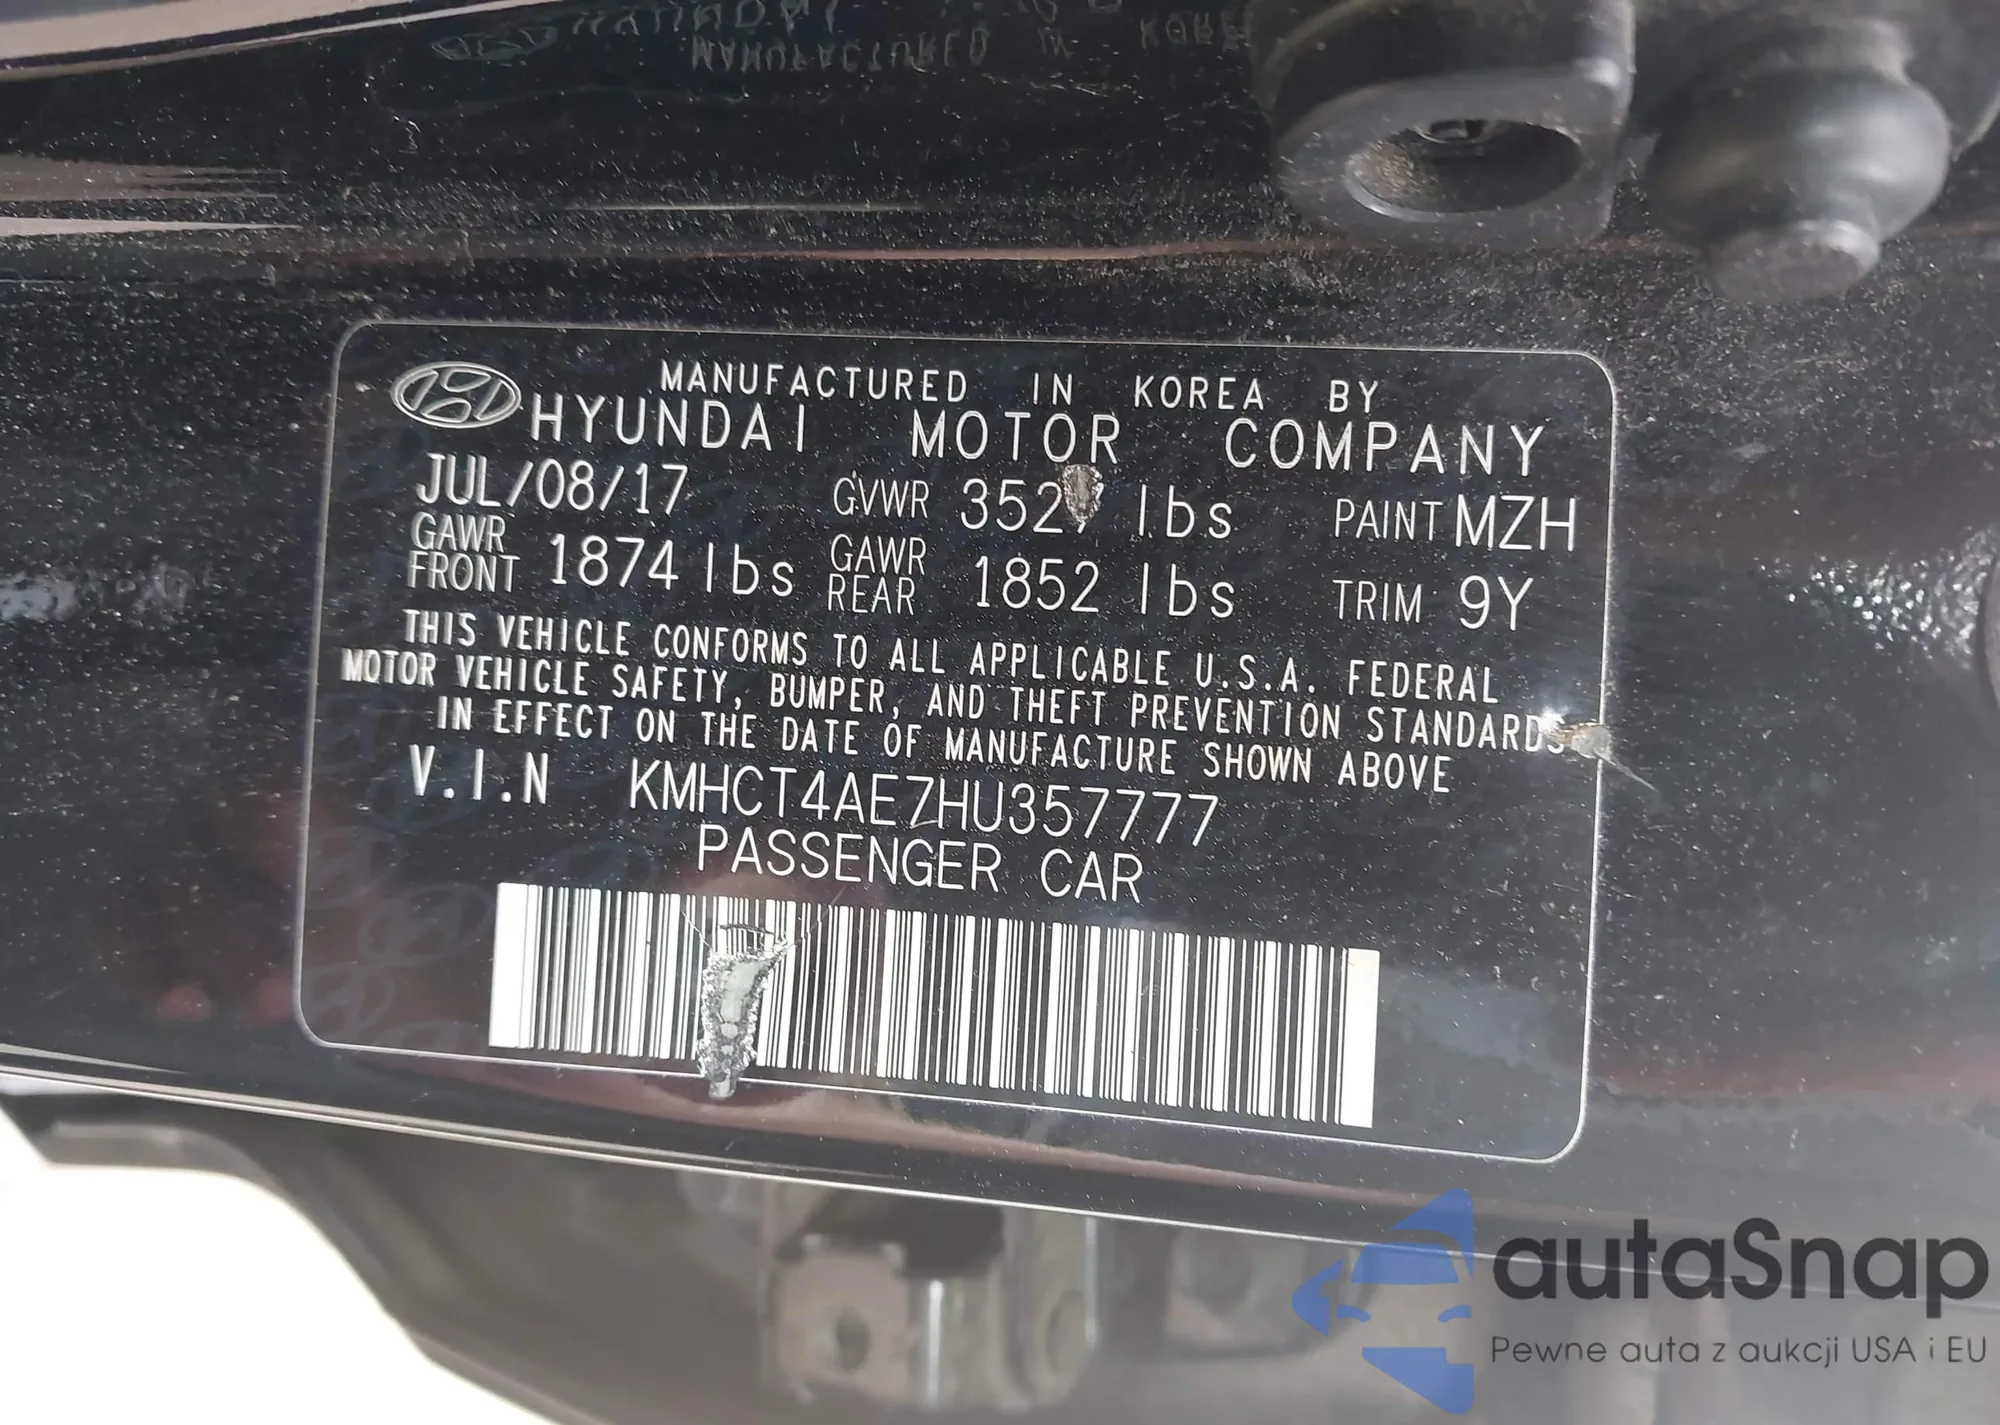 MANUFACTURED IN KOREA BY
HYUNDAI MOTOR COMPANY
JUL/08/17 GVWR 3527 lbs PAINT MZH
GAWR FRONT 1874 lbs GAWR REAR 1852 lbs TRIM 9Y
THIS VEHICLE CONFORMS TO ALL APPLICABLE U.S.A. FEDERAL
MOTOR VEHICLE SAFETY, BUMPER, AND THEFT PREVENTION STANDARDS
IN EFFECT ON THE DATE OF MANUFACTURE SHOWN ABOVE
V.I.N KMHCT4AE7HU357777
PASSENGER CAR
autaSnap
Pewne auta z aukcji USA i EU